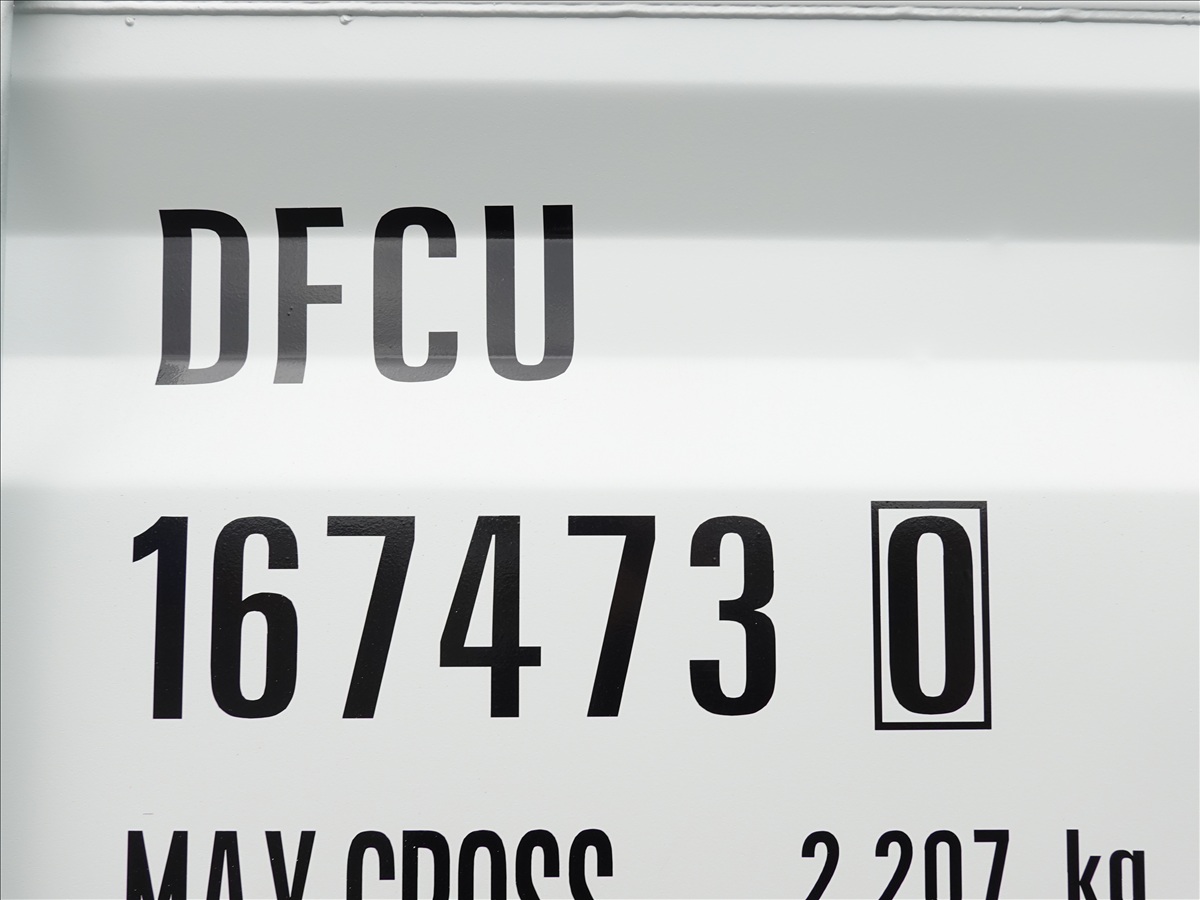 DFCU
167473 0
MAX GROSS 2,207 kg